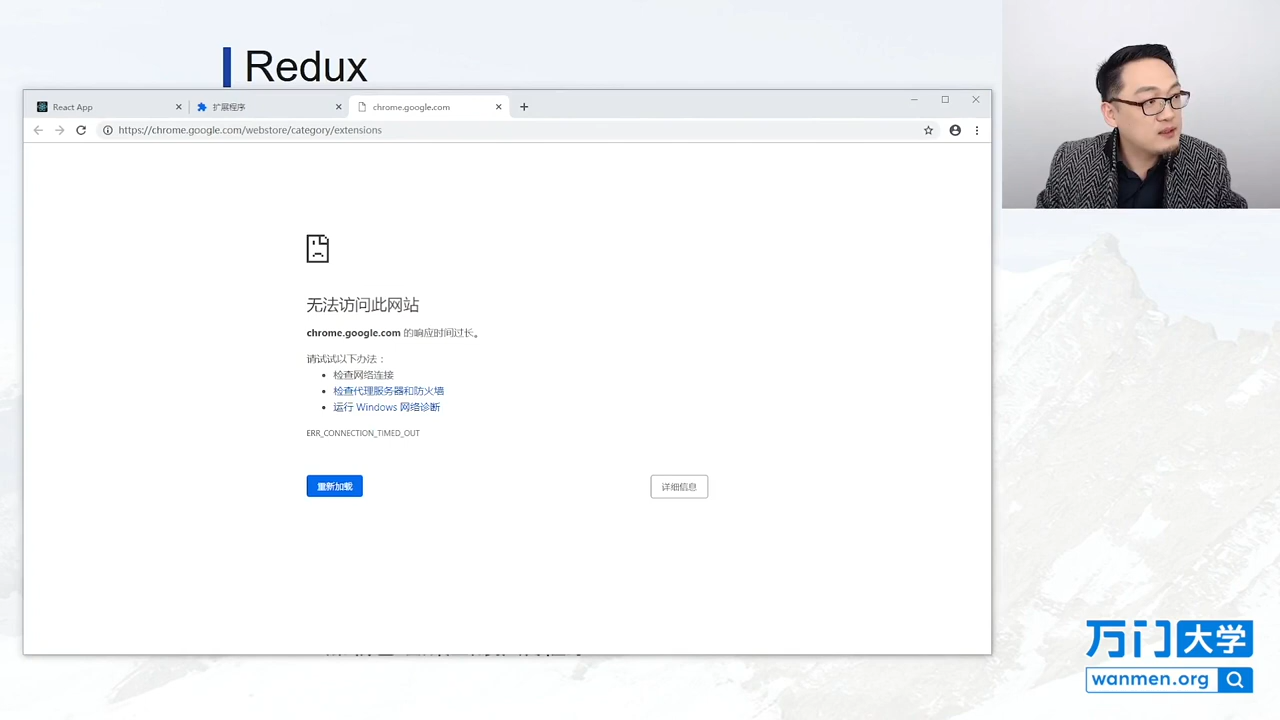 Redux
React App
扩展程序
chrome.google.com
https://chrome.google.com/webstore/category/extensions
无法访问此网站
chrome.google.com 的响应时间过长。
请试试以下办法：
检查网络连接
检查代理服务器和防火墙
运行 Windows 网络诊断
ERR_CONNECTION_TIMED_OUT
重新加载
详细信息
万门大学
wanmen.org